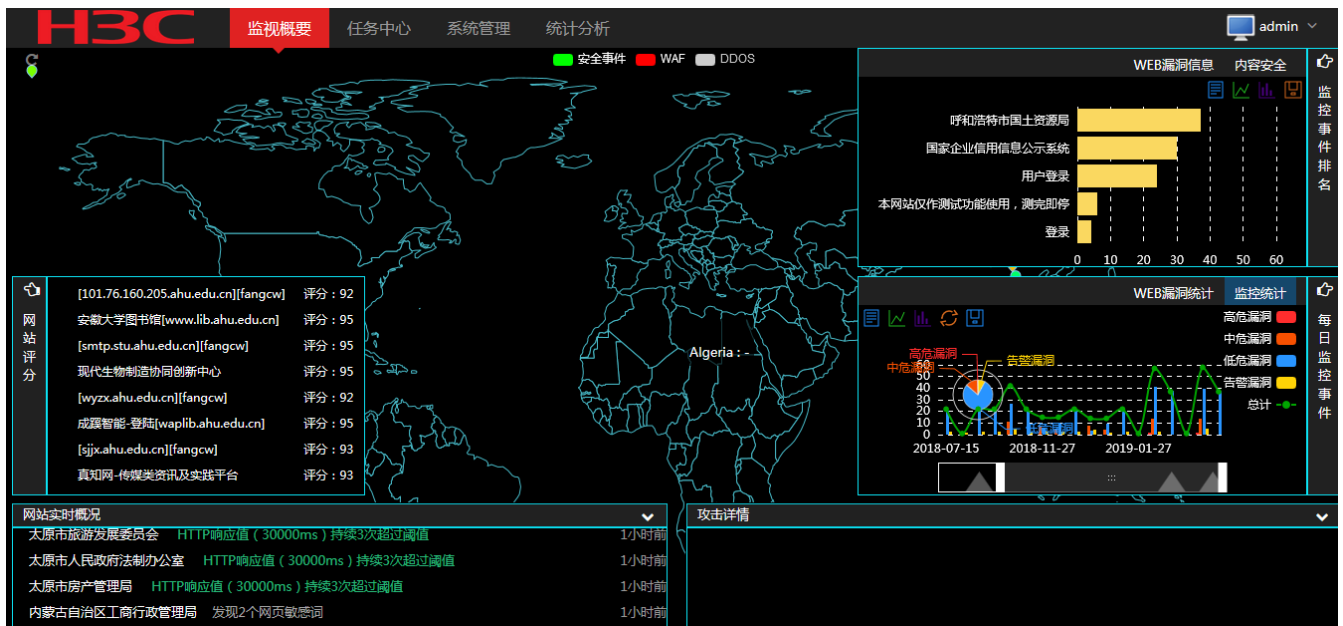 H3C 监视概要 任务中心 系统管理 统计分析 admin
安全事件 WAF DDOS
WEB漏洞信息 内容安全
监控事件排名
呼和浩特市国土资源局
国家企业信用信息公示系统
用户登录
本网站仅作测试功能使用，测完即停
登录
0 10 20 30 40 50 60
网站评分
[101.76.160.205.ahu.edu.cn][fangcw] 评分：92
安徽大学图书馆[www.lib.ahu.edu.cn] 评分：95
[smtp.stu.ahu.edu.cn][fangcw] 评分：95
现代生物制造协同创新中心 评分：95
[wyzx.ahu.edu.cn][fangcw] 评分：92
成蹊智能-登陆[waplib.ahu.edu.cn] 评分：95
[sjjx.ahu.edu.cn][fangcw] 评分：93
真知网-传媒类资讯及实践平台 评分：93
Algeria : -
WEB漏洞统计 监控统计
每日监控事件
高危漏洞
中危漏洞
低危漏洞
告警漏洞
总计
高危漏洞
中危漏洞
告警漏洞
低危漏洞
60
50
40
30
20
10
0
2018-07-15 2018-11-27 2019-01-27
网站实时概况
太原市旅游发展委员会 HTTP响应值（30000ms）持续3次超过阈值 1小时前
太原市人民政府法制办公室 HTTP响应值（30000ms）持续3次超过阈值 1小时前
太原市房产管理局 HTTP响应值（30000ms）持续3次超过阈值 1小时前
内蒙古自治区工商行政管理局 发现2个网页敏感词 1小时前
攻击详情